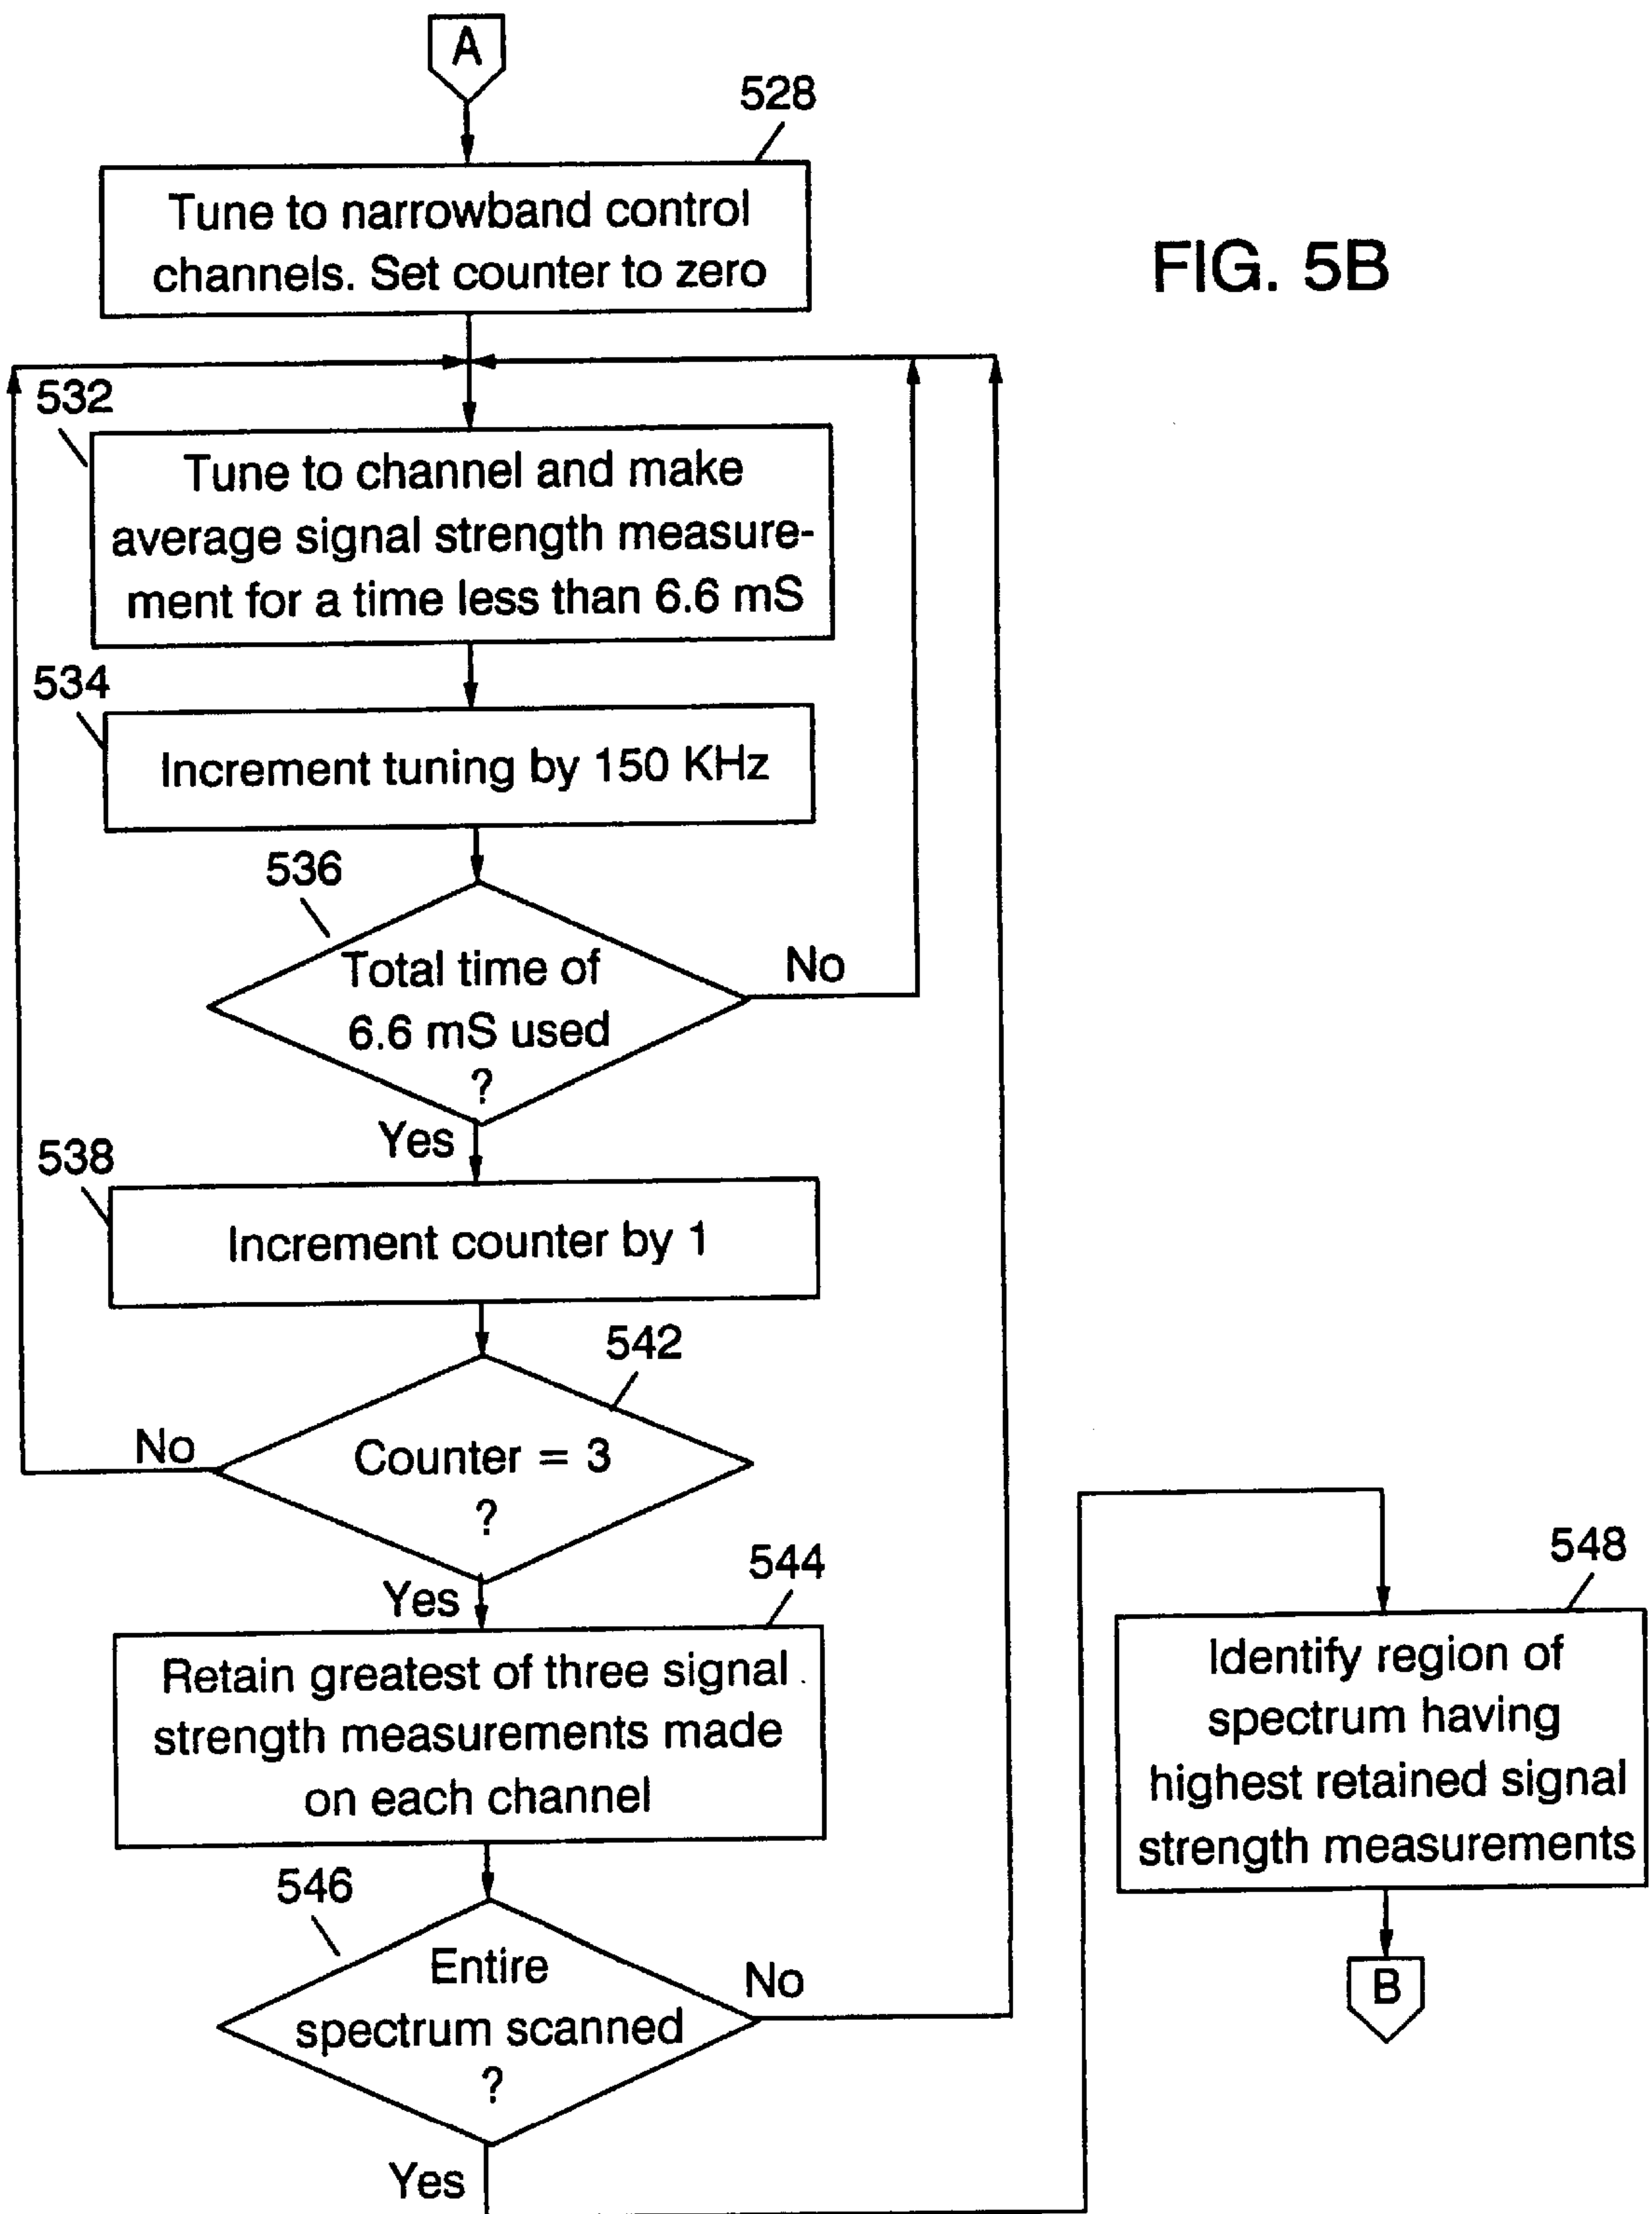 A
528
Tune to narrowband control
channels. Set counter to zero
FIG. 5B
532
Tune to channel and make
average signal strength measure-
ment for a time less than 6.6 mS
534
Increment tuning by 150 KHz
536
Total time of
6.6 mS used
?
No
Yes
538
Increment counter by 1
542
Counter = 3
?
No
Yes
544
Retain greatest of three signal
strength measurements made
on each channel
546
Entire
spectrum scanned
?
No
Yes
548
Identify region of
spectrum having
highest retained signal
strength measurements
B